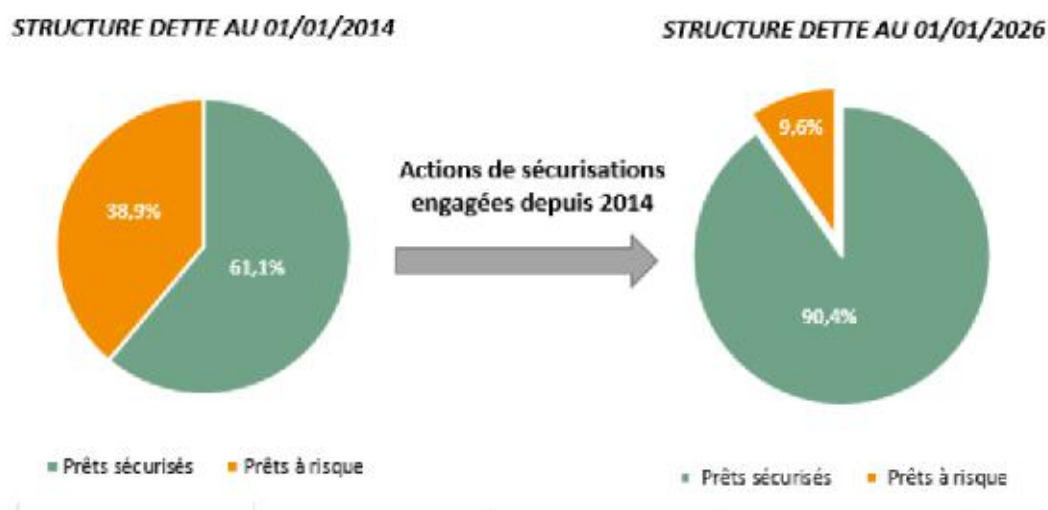 STRUCTURE DETTE AU 01/01/2014
38,9%
61,1%
Prêts sécurisés
Prêts à risque
Actions de sécurisations
engagées depuis 2014
STRUCTURE DETTE AU 01/01/2026
9,6%
90,4%
Prêts sécurisés
Prêts à risque